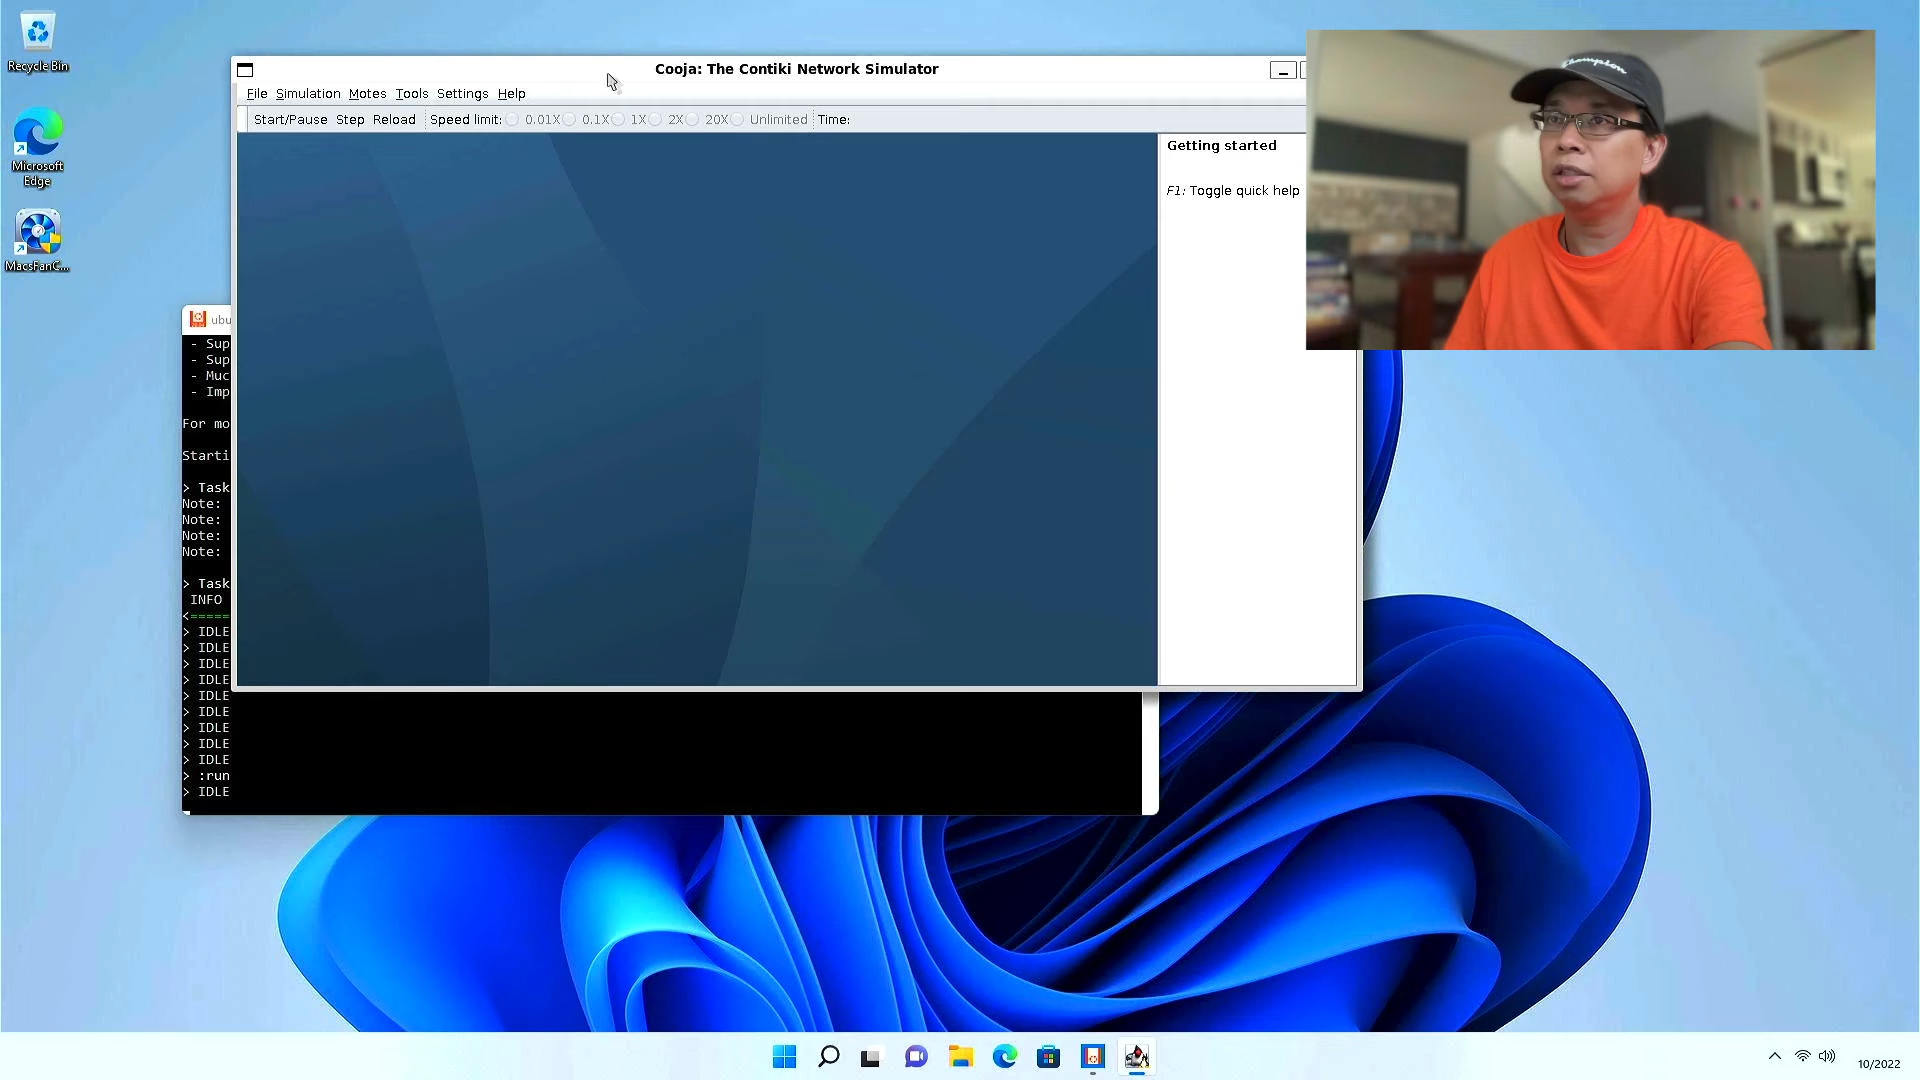 Recycle Bin
Microsoft
Edge
MacsFanC...
Cooja: The Contiki Network Simulator
File Simulation Motes Tools Settings Help
Start/Pause Step Reload Speed limit: 0.01X 0.1X 1X 2X 20X Unlimited Time:
Getting started
F1: Toggle quick help
Champion
ubu
- Sup
- Sup
- Muc
- Imp
For mo
Starti
> Task
Note:
Note:
Note:
Note:
> Task
INFO
<=====
> IDLE
> IDLE
> IDLE
> IDLE
> IDLE
> IDLE
> IDLE
> IDLE
> IDLE
> :run
> IDLE
10/2022